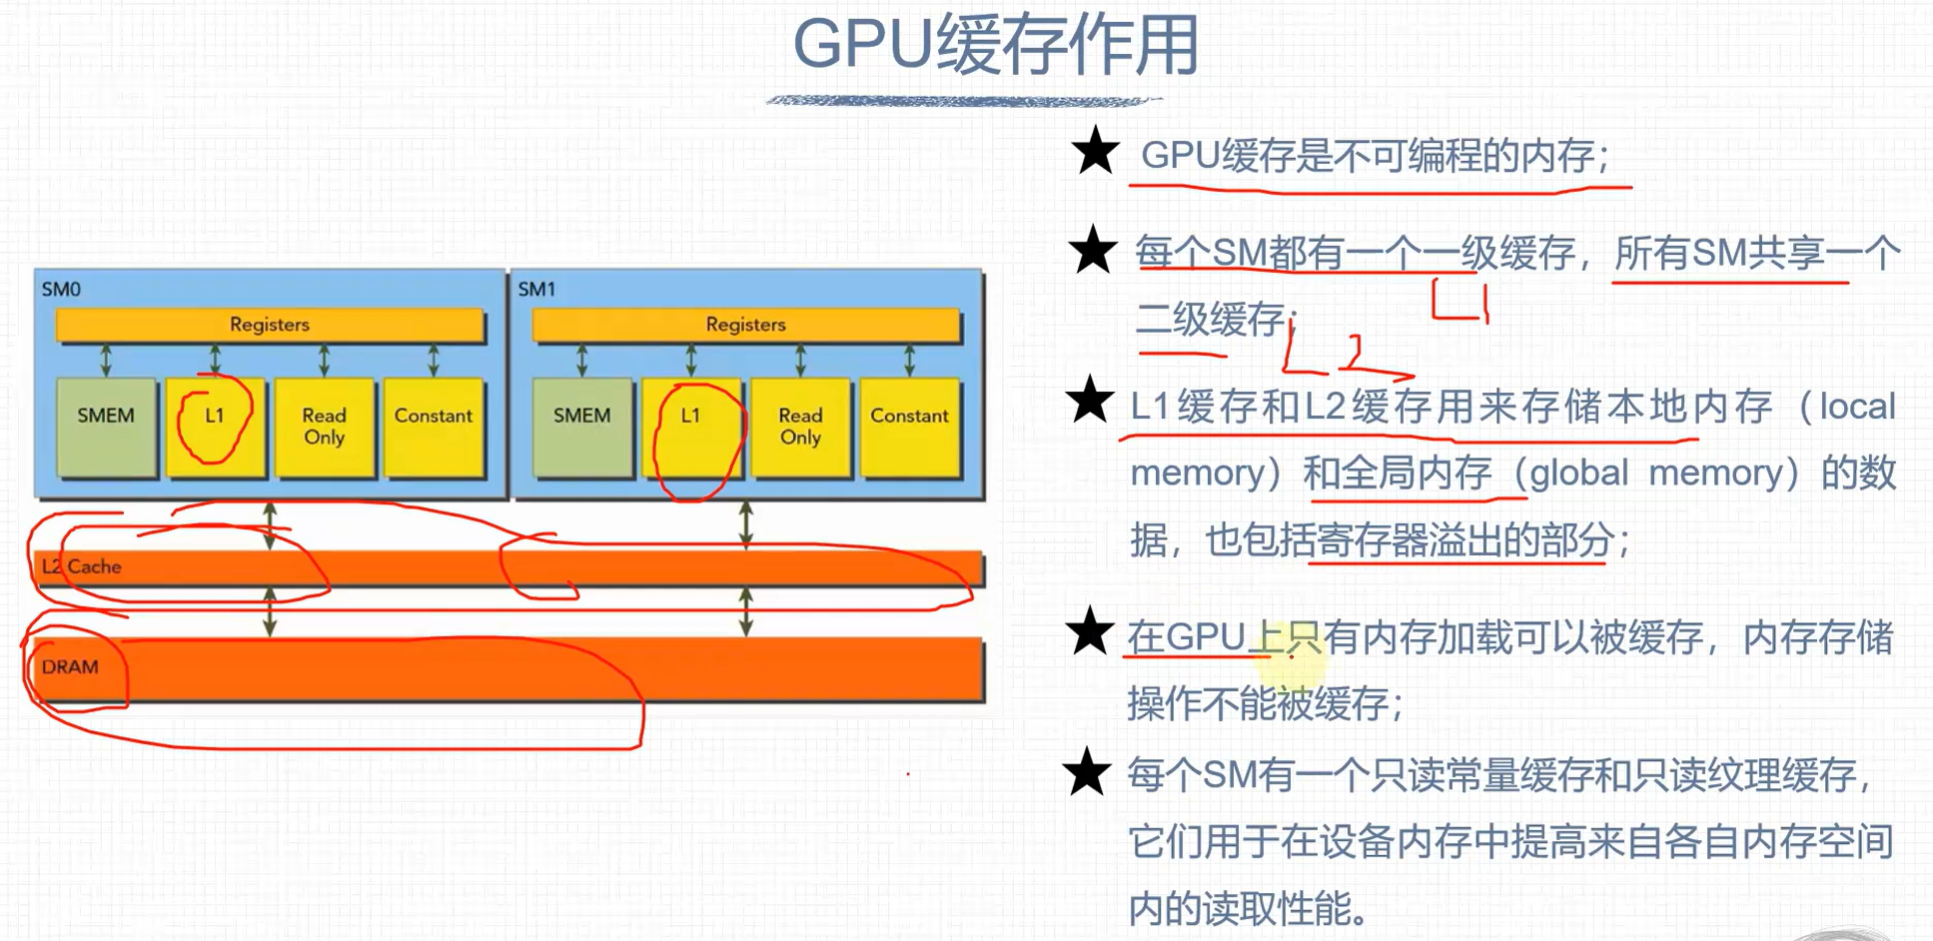 GPU缓存作用
SM0
Registers
SMEM
L1
Read
Only
Constant
SM1
Registers
SMEM
L1
Read
Only
Constant
L2 Cache
DRAM
★ GPU缓存是不可编程的内存；
★ 每个SM都有一个一级缓存，所有SM共享一个
二级缓存；
L1
L2
★ L1缓存和L2缓存用来存储本地内存（local
memory）和全局内存（global memory）的数
据，也包括寄存器溢出的部分；
★ 在GPU上只有内存加载可以被缓存，内存存储
操作不能被缓存；
★ 每个SM有一个只读常量缓存和只读纹理缓存，
它们用于在设备内存中提高来自各自内存空间
内的读取性能。